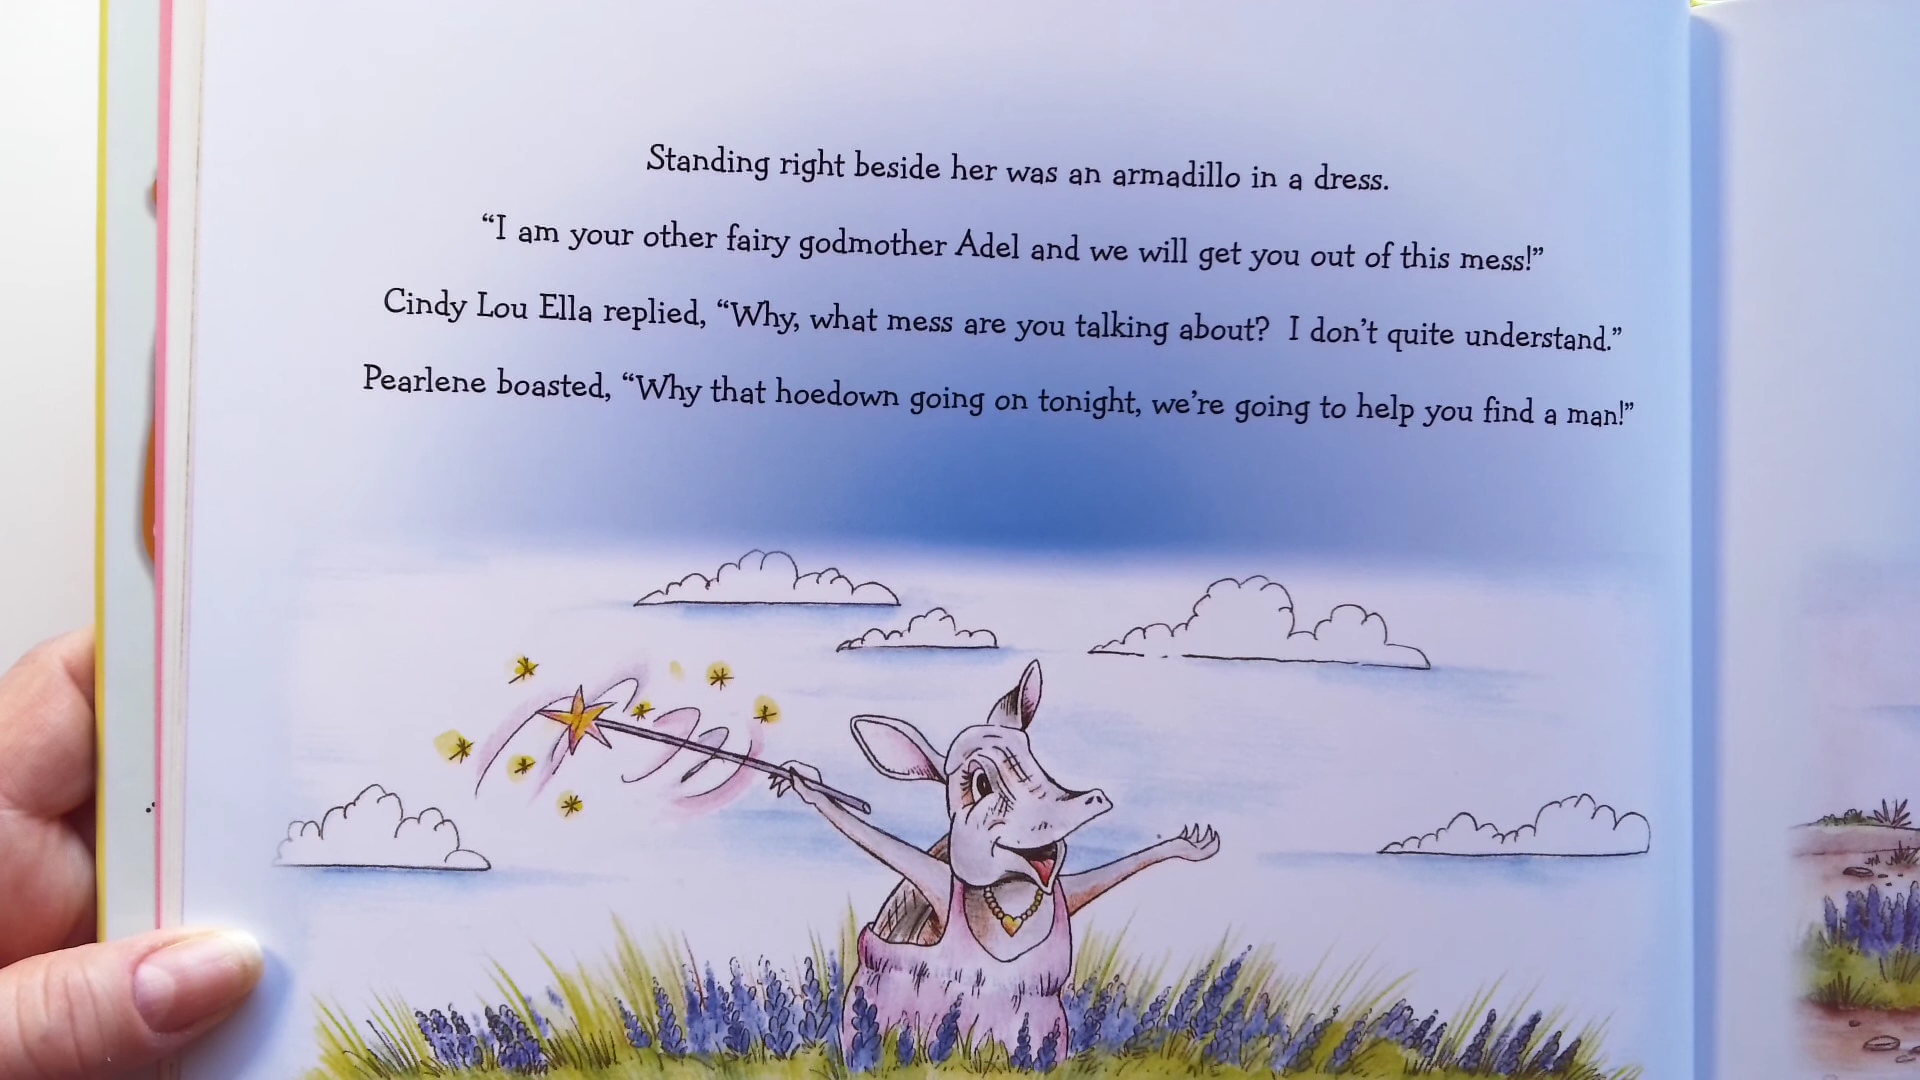 Standing right beside her was an armadillo in a dress.
“I am your other fairy godmother Adel and we will get you out of this mess!”
Cindy Lou Ella replied, “Why, what mess are you talking about?  I don’t quite understand.”
Pearlene boasted, “Why that hoedown going on tonight, we’re going to help you find a man!”